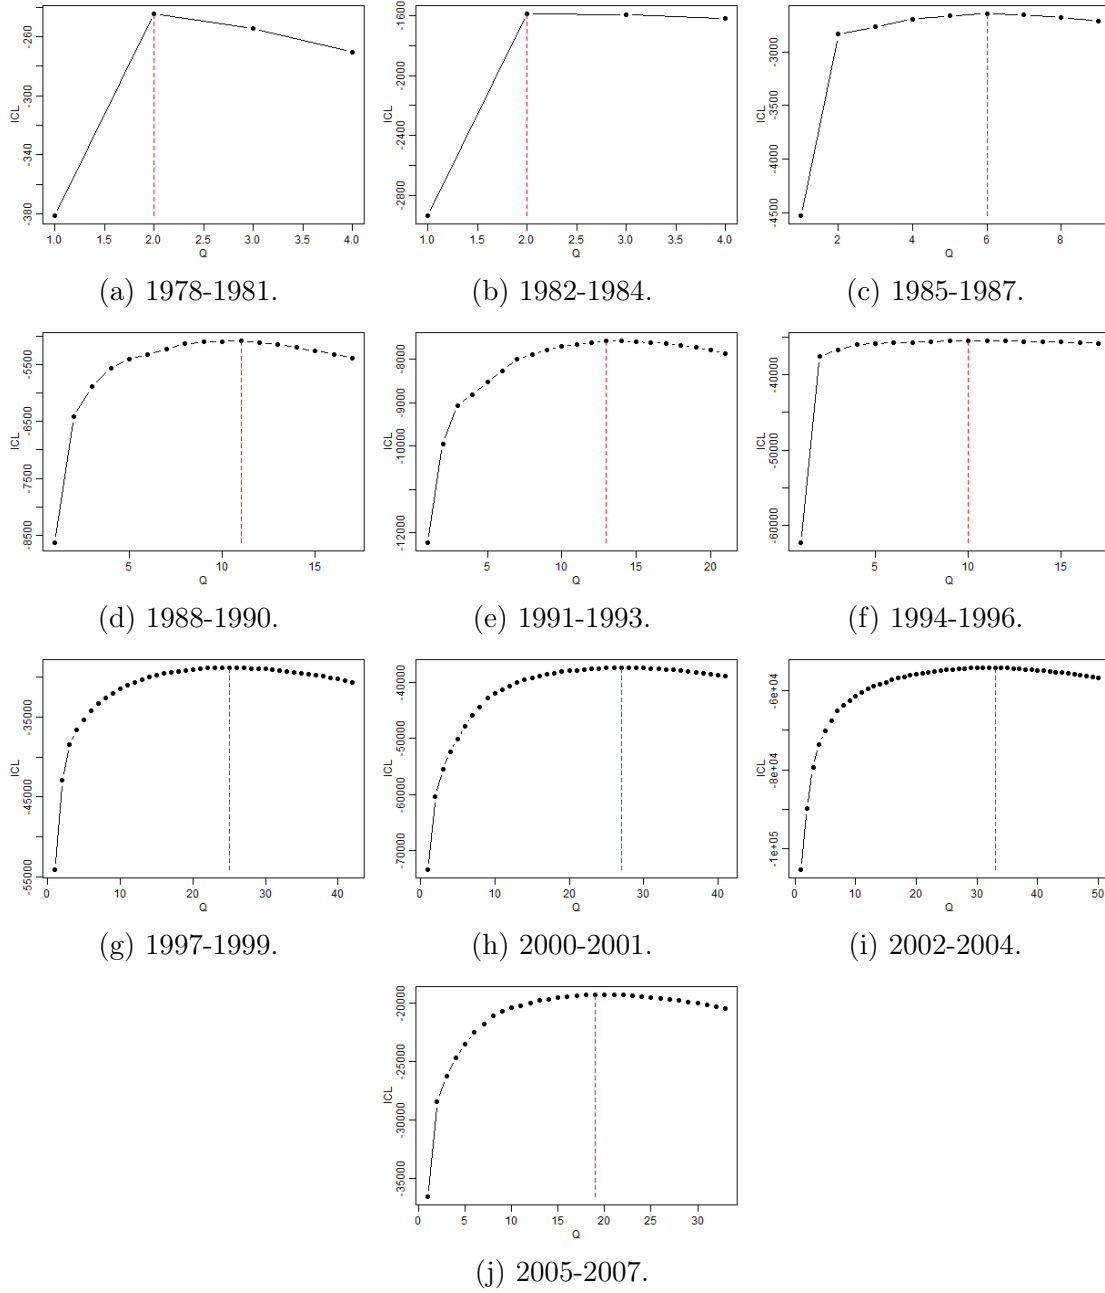 -260
-300
-340
-380
ICL
1.0 1.5 2.0 2.5 3.0 3.5 4.0
Q
(a) 1978-1981.
-1600
-2000
-2400
-2800
ICL
1.0 1.5 2.0 2.5 3.0 3.5 4.0
Q
(b) 1982-1984.
-3000
-3500
-4000
-4500
ICL
2 4 6 8
Q
(c) 1985-1987.
-5500
-6500
-7500
-8500
ICL
5 10 15
Q
(d) 1988-1990.
-8000
-9000
-10000
-12000
ICL
5 10 15 20
Q
(e) 1991-1993.
-40000
-50000
-60000
ICL
5 10 15
Q
(f) 1994-1996.
-35000
-45000
-55000
ICL
0 10 20 30 40
Q
(g) 1997-1999.
-40000
-50000
-60000
-70000
ICL
0 10 20 30 40
Q
(h) 2000-2001.
-6e+04
-8e+04
-1e+05
ICL
0 10 20 30 40 50
Q
(i) 2002-2004.
-20000
-25000
-30000
-35000
ICL
0 5 10 15 20 25 30
Q
(j) 2005-2007.